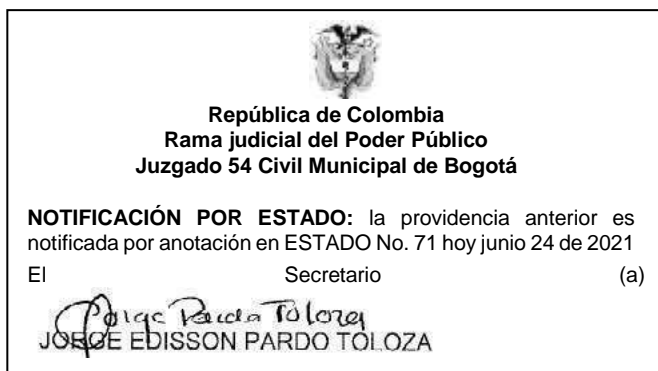 República de Colombia
Rama judicial del Poder Público
Juzgado 54 Civil Municipal de Bogotá
NOTIFICACIÓN POR ESTADO: la providencia anterior es
notificada por anotación en ESTADO No. 71 hoy junio 24 de 2021
El Secretario (a)
Jorge Pardo Toloza
JORGE EDISSON PARDO TOLOZA